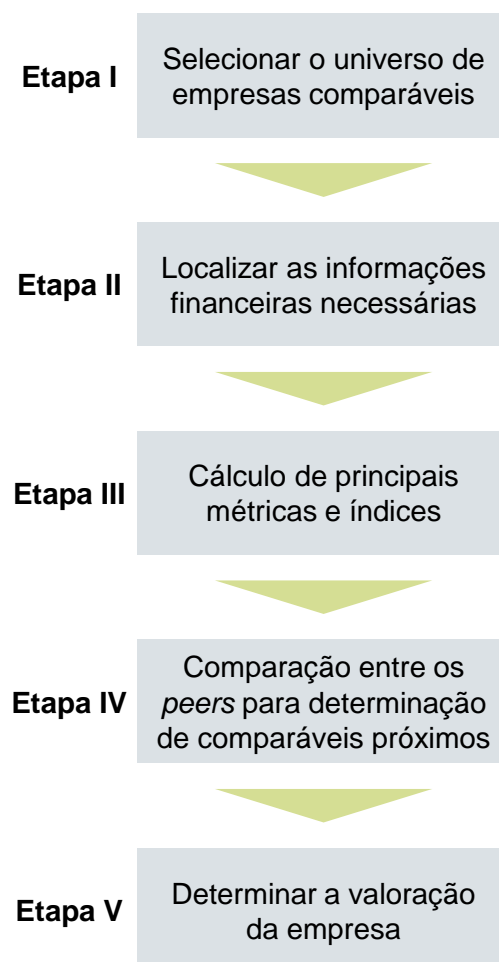 Etapa I
Selecionar o universo de
empresas comparáveis
Etapa II
Localizar as informações
financeiras necessárias
Etapa III
Cálculo de principais
métricas e índices
Etapa IV
Comparação entre os
peers para determinação
de comparáveis próximos
Etapa V
Determinar a valoração
da empresa